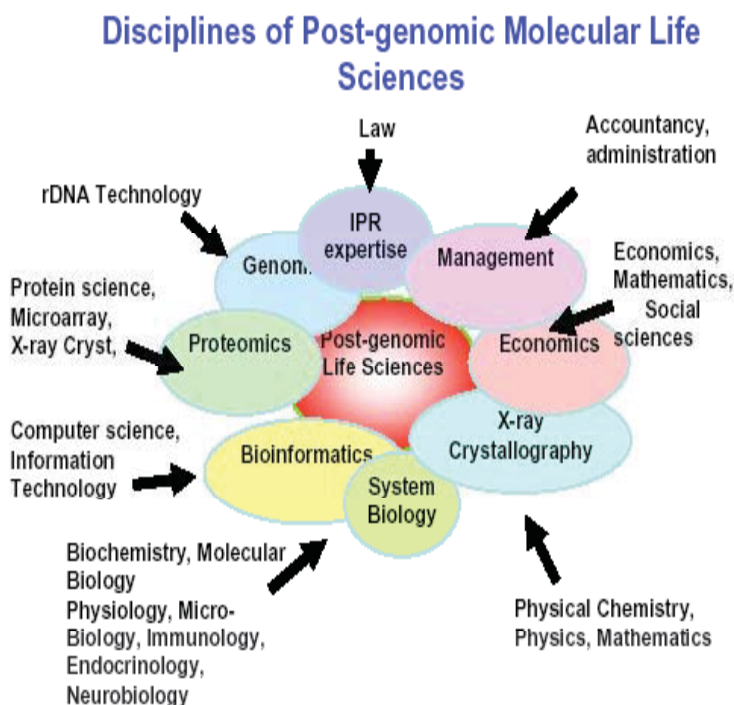 Disciplines of Post-genomic Molecular Life
Sciences
Law
Accountancy,
administration
rDNA Technology
IPR
expertise
Genom
Management
Economics,
Mathematics,
Social
sciences
Protein science,
Microarray,
X-ray Cryst,
Proteomics
Post-genomic
Life Sciences
Economics
X-ray
Crystallography
Computer science,
Information
Technology
Bioinformatics
System
Biology
Biochemistry, Molecular
Biology
Physiology, Micro-
Biology, Immunology,
Endocrinology,
Neurobiology
Physical Chemistry,
Physics, Mathematics